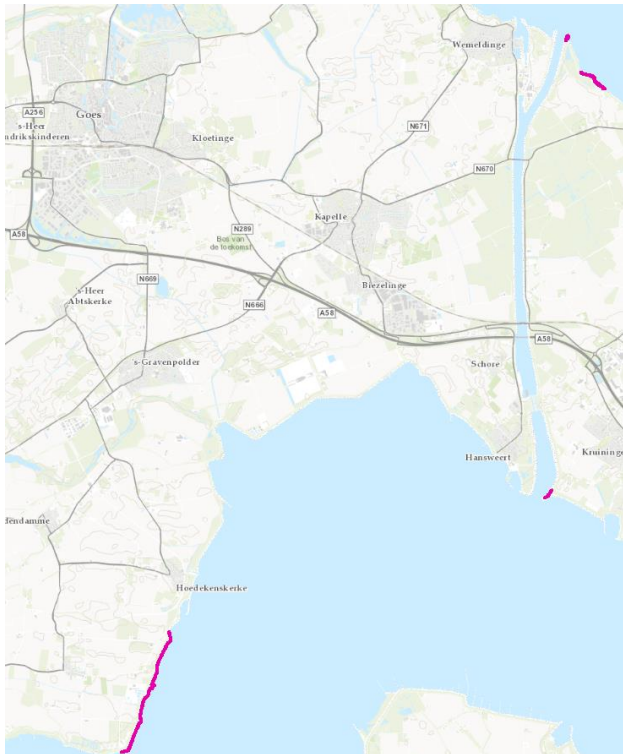 Wemeldinge
A256
Goes
s-Heer
ndrikskinderen
N671
Kloetinge
N670
Kapelle
N289
Bos van
de toekomst
A58
N669
Biezelinge
s-Heer
Abtskerke
N666
A58
A58
s-Gravenpolder
Schore
Hansweert
Kruininge
dendamme
Hoedekenskerke